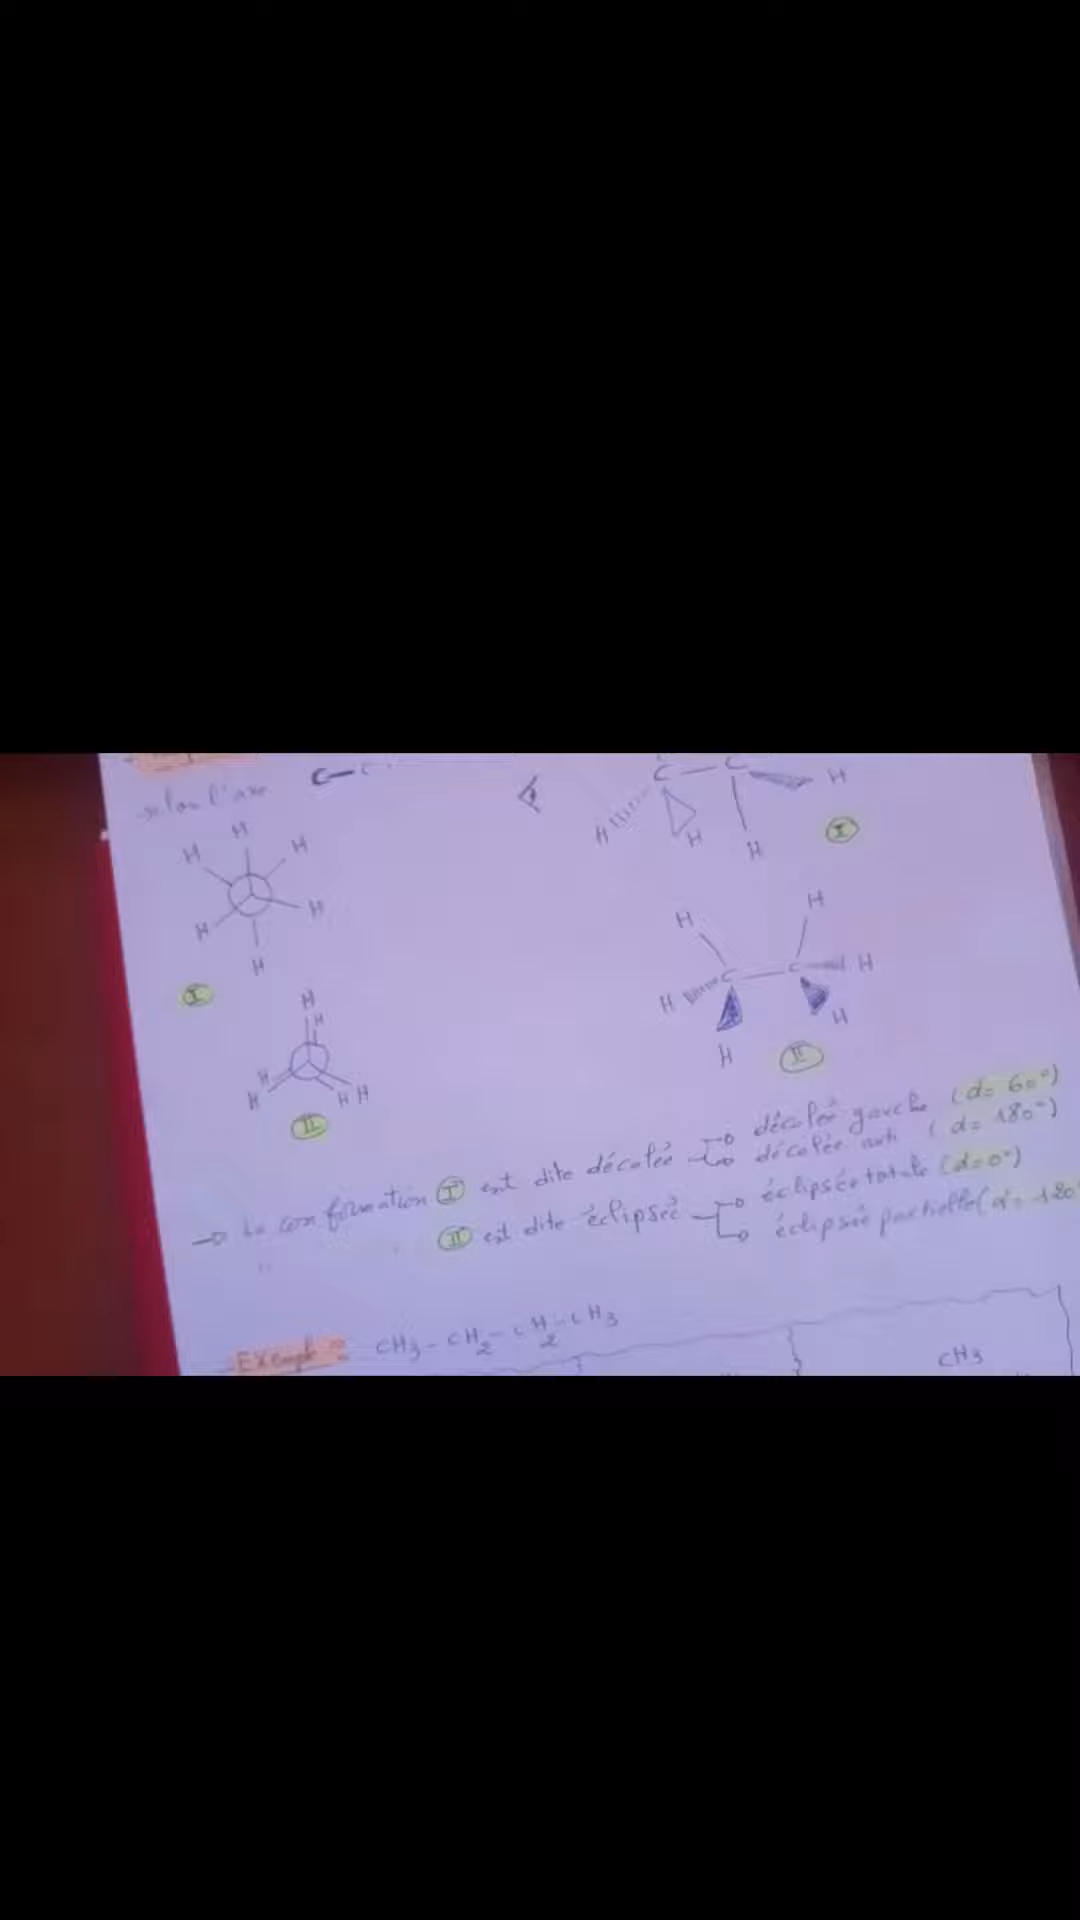 selon l'axe C-C
H
H H
H H
H
I
C - C H
H H H
I
H
H
H H
H H
II
H H
H C C H
H H
II
→ La conformation I est dite décalée → décalée gauche (α= 60°)
→ décalée anti (α= 180°)
" II est dite éclipsée → éclipsée totale (α=0°)
→ éclipsée partielle (α= 120°
Exemple : CH3 - CH2 - CH2 - CH3
CH3